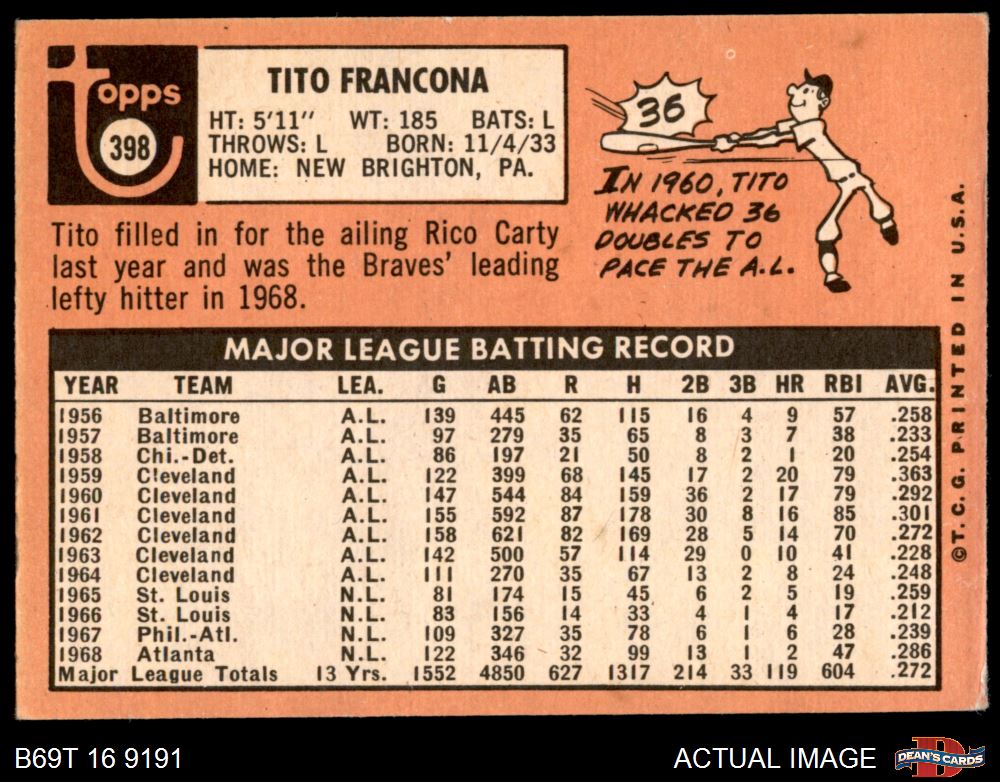 topps
398
TITO FRANCONA
HT: 5'11" WT: 185 BATS: L
THROWS: L BORN: 11/4/33
HOME: NEW BRIGHTON, PA.
36
IN 1960, TITO
WHACKED 36
DOUBLES TO
PACE THE A.L.
Tito filled in for the ailing Rico Carty
last year and was the Braves' leading
lefty hitter in 1968.
MAJOR LEAGUE BATTING RECORD
YEAR TEAM LEA. G AB R H 2B 3B HR RBI AVG.
1956 Baltimore A.L. 139 445 62 115 16 4 9 57 .258
1957 Baltimore A.L. 97 279 35 65 8 3 7 38 .233
1958 Chi.-Det. A.L. 86 197 21 50 8 2 1 20 .254
1959 Cleveland A.L. 122 399 68 145 17 2 20 79 .363
1960 Cleveland A.L. 147 544 84 159 36 2 17 79 .292
1961 Cleveland A.L. 155 592 87 178 30 8 16 85 .301
1962 Cleveland A.L. 158 621 82 169 28 5 14 70 .272
1963 Cleveland A.L. 142 500 57 114 29 0 10 41 .228
1964 Cleveland A.L. 111 270 35 67 13 2 8 24 .248
1965 St. Louis N.L. 81 174 15 45 6 2 5 19 .259
1966 St. Louis N.L. 83 156 14 33 4 1 4 17 .212
1967 Phil.-Atl. N.L. 109 327 35 78 6 1 6 28 .239
1968 Atlanta N.L. 122 346 32 99 13 1 2 47 .286
Major League Totals 13 Yrs. 1552 4850 627 1317 214 33 119 604 .272
©T.C.G. PRINTED IN U.S.A.
B69T 16 9191
ACTUAL IMAGE
D
DEAN'S CARDS